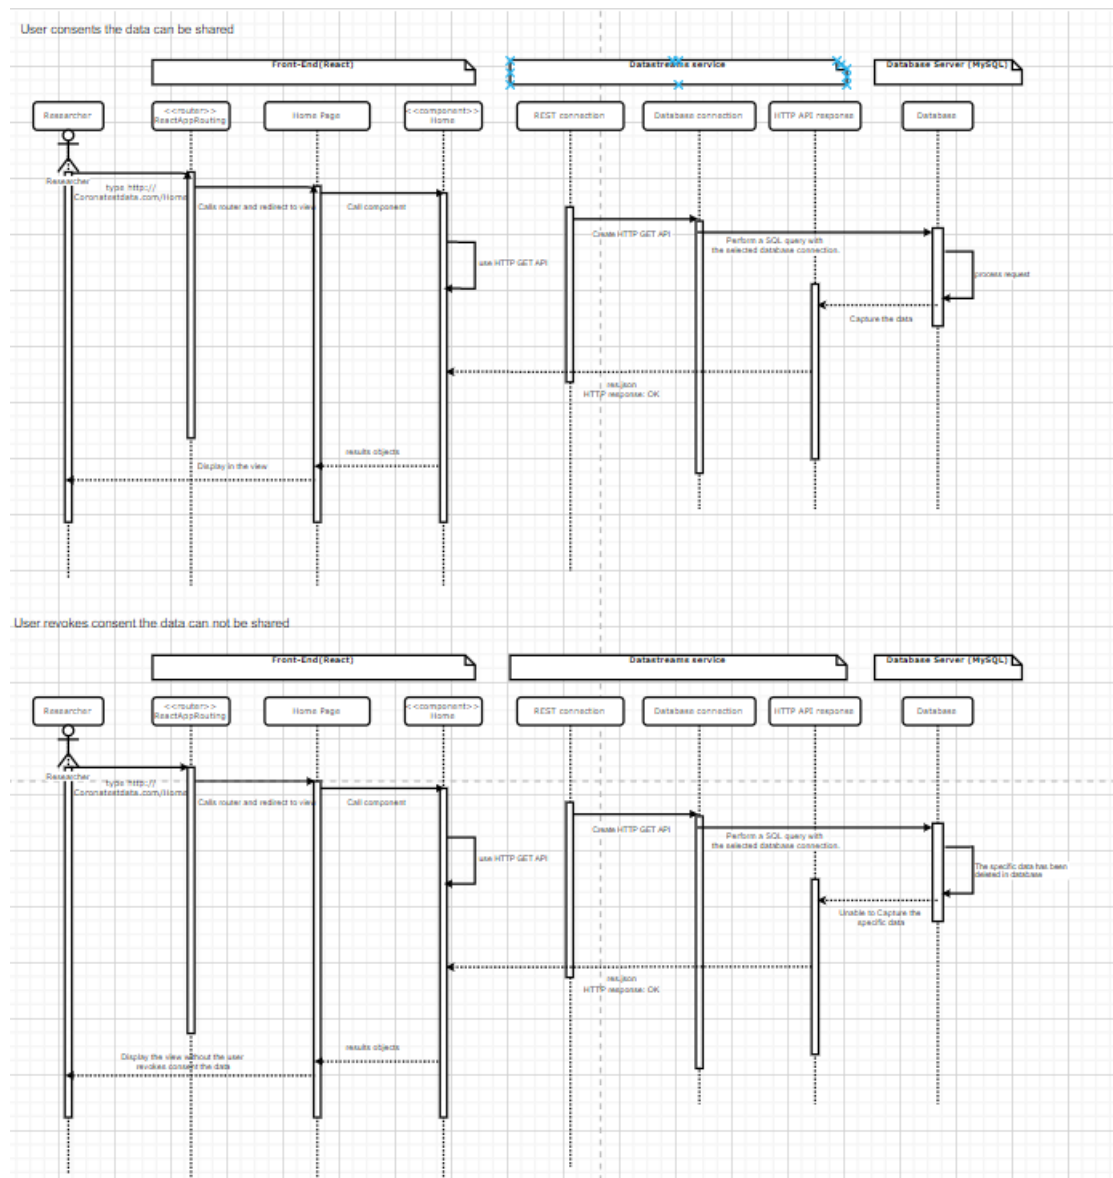 User consents the data can be shared
Front-End(React)
Datastreams service
Database Server (MySQL)
Researcher
<<router>>
ReactAppRouting
Home Page
<<component>>
Home
REST connection
Database connection
HTTP API response
Database
Researcher
type http://
Coronatestdata.com/Home
Calls router and redirect to view
Call component
use HTTP GET API
Create HTTP GET API
Perform a SQL query with
the selected database connection.
process request
Capture the data
res.json
HTTP response: OK
results objects
Display in the view
User revokes consent the data can not be shared
Front-End(React)
Datastreams service
Database Server (MySQL)
Researcher
<<router>>
ReactAppRouting
Home Page
<<component>>
Home
REST connection
Database connection
HTTP API response
Database
Researcher
type http://
Coronatestdata.com/Home
Calls router and redirect to view
Call component
use HTTP GET API
Create HTTP GET API
Perform a SQL query with
the selected database connection.
The specific data has been
deleted in database
Unable to Capture the
specific data
res.json
HTTP response: OK
results objects
Display the view without the user
revokes consent the data